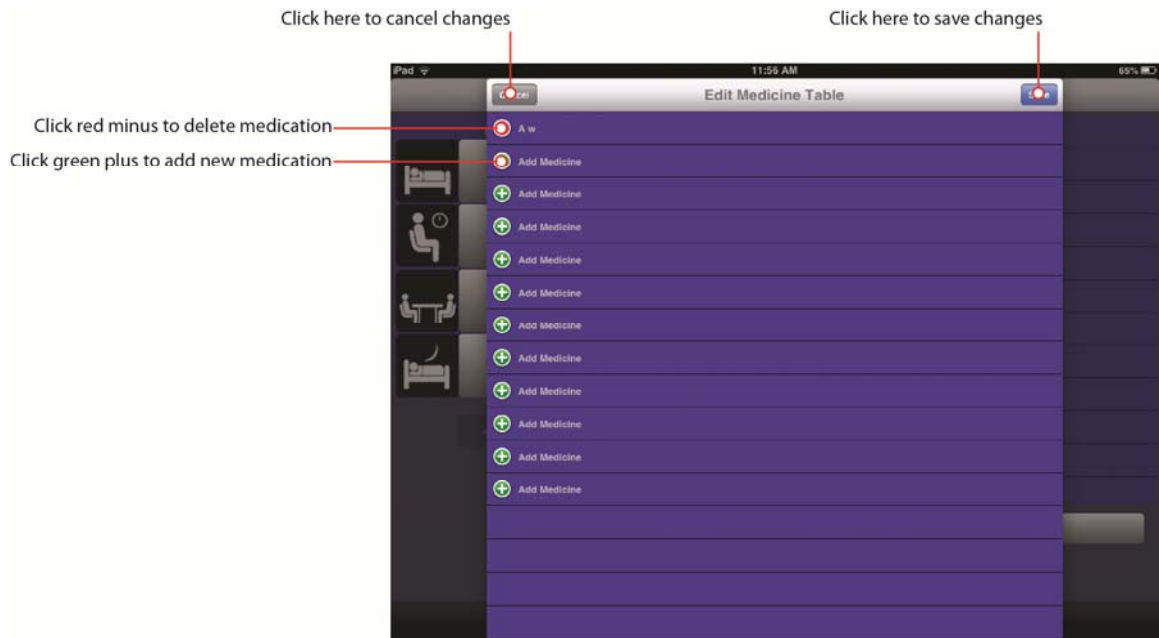 Click here to cancel changes
Click here to save changes
iPad
11:56 AM
65%
Edit Medicine Table
Click red minus to delete medication
A w
Click green plus to add new medication
Add Medicine
Add Medicine
Add Medicine
Add Medicine
Add Medicine
Add Medicine
Add Medicine
Add Medicine
Add Medicine
Add Medicine
Add Medicine